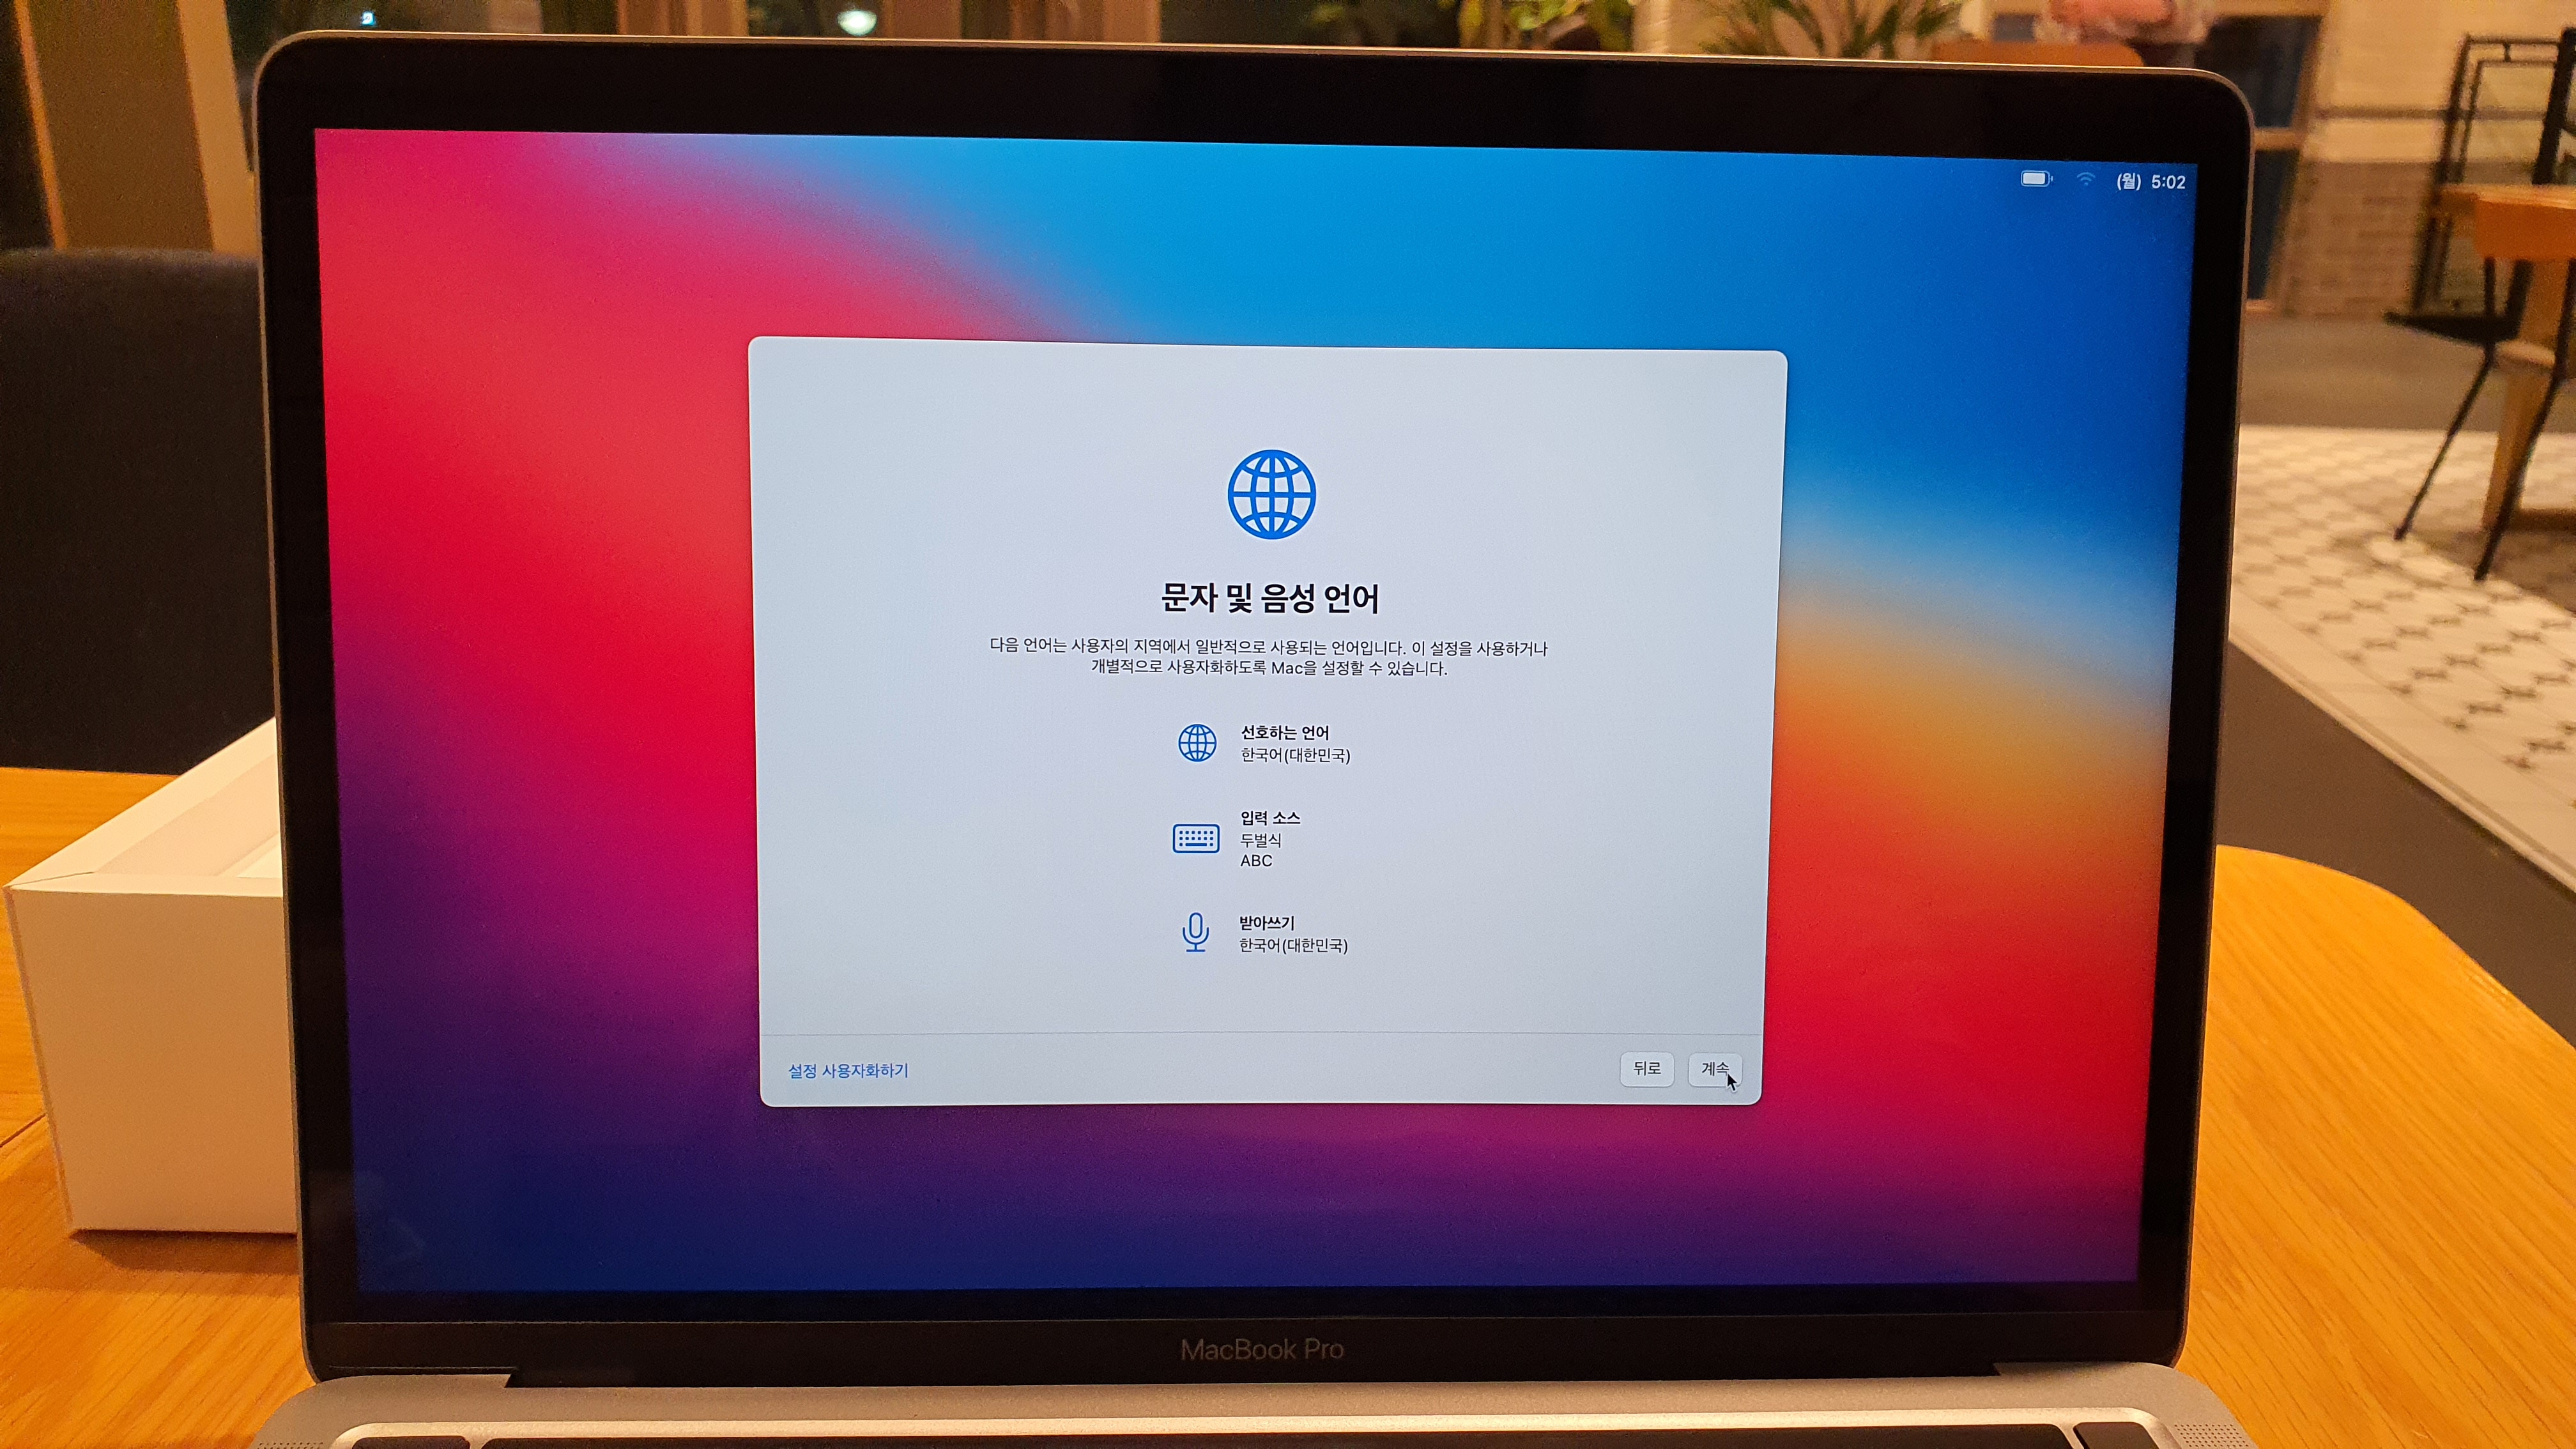 (월) 5:02
문자 및 음성 언어
다음 언어는 사용자의 지역에서 일반적으로 사용되는 언어입니다. 이 설정을 사용하거나
개별적으로 사용자화하도록 Mac을 설정할 수 있습니다.
선호하는 언어
한국어(대한민국)
입력 소스
두벌식
ABC
받아쓰기
한국어(대한민국)
설정 사용자화하기
뒤로
계속
MacBook Pro